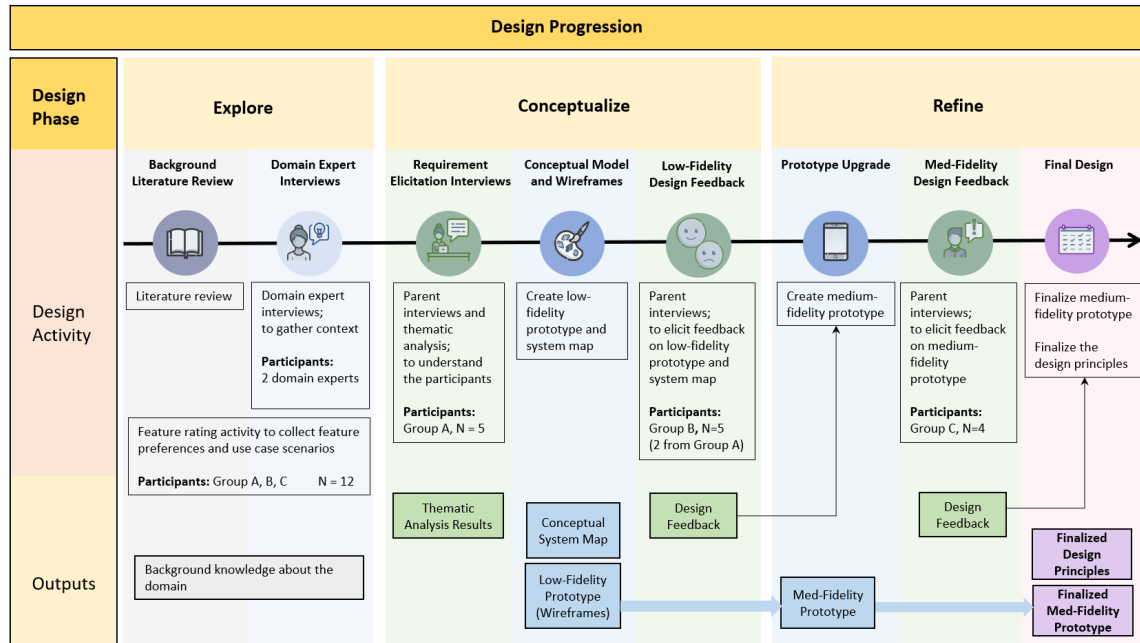 Design Progression
Design
Phase
Explore
Conceptualize
Refine
Background
Literature Review
Domain Expert
Interviews
Requirement
Elicitation Interviews
Conceptual Model
and Wireframes
Low-Fidelity
Design Feedback
Prototype Upgrade
Med-Fidelity
Design Feedback
Final Design
Design
Activity
Literature review
Domain expert
interviews;
to gather context
Participants:
2 domain experts
Feature rating activity to collect feature
preferences and use case scenarios
Participants: Group A, B, C N = 12
Parent
interviews and
thematic
analysis;
to understand
the participants
Participants:
Group A, N = 5
Create low-
fidelity
prototype and
system map
Parent
interviews;
to elicit feedback
on low-fidelity
prototype and
system map
Participants:
Group B, N=5
(2 from Group A)
Create medium-
fidelity prototype
Parent
interviews;
to elicit feedback
on medium-
fidelity
prototype
Participants:
Group C, N=4
Finalize medium-
fidelity prototype
Finalize the
design principles
Outputs
Background knowledge about the
domain
Thematic
Analysis Results
Conceptual
System Map
Low-Fidelity
Prototype
(Wireframes)
Design
Feedback
Med-Fidelity
Prototype
Design
Feedback
Finalized
Design
Principles
Finalized
Med-Fidelity
Prototype